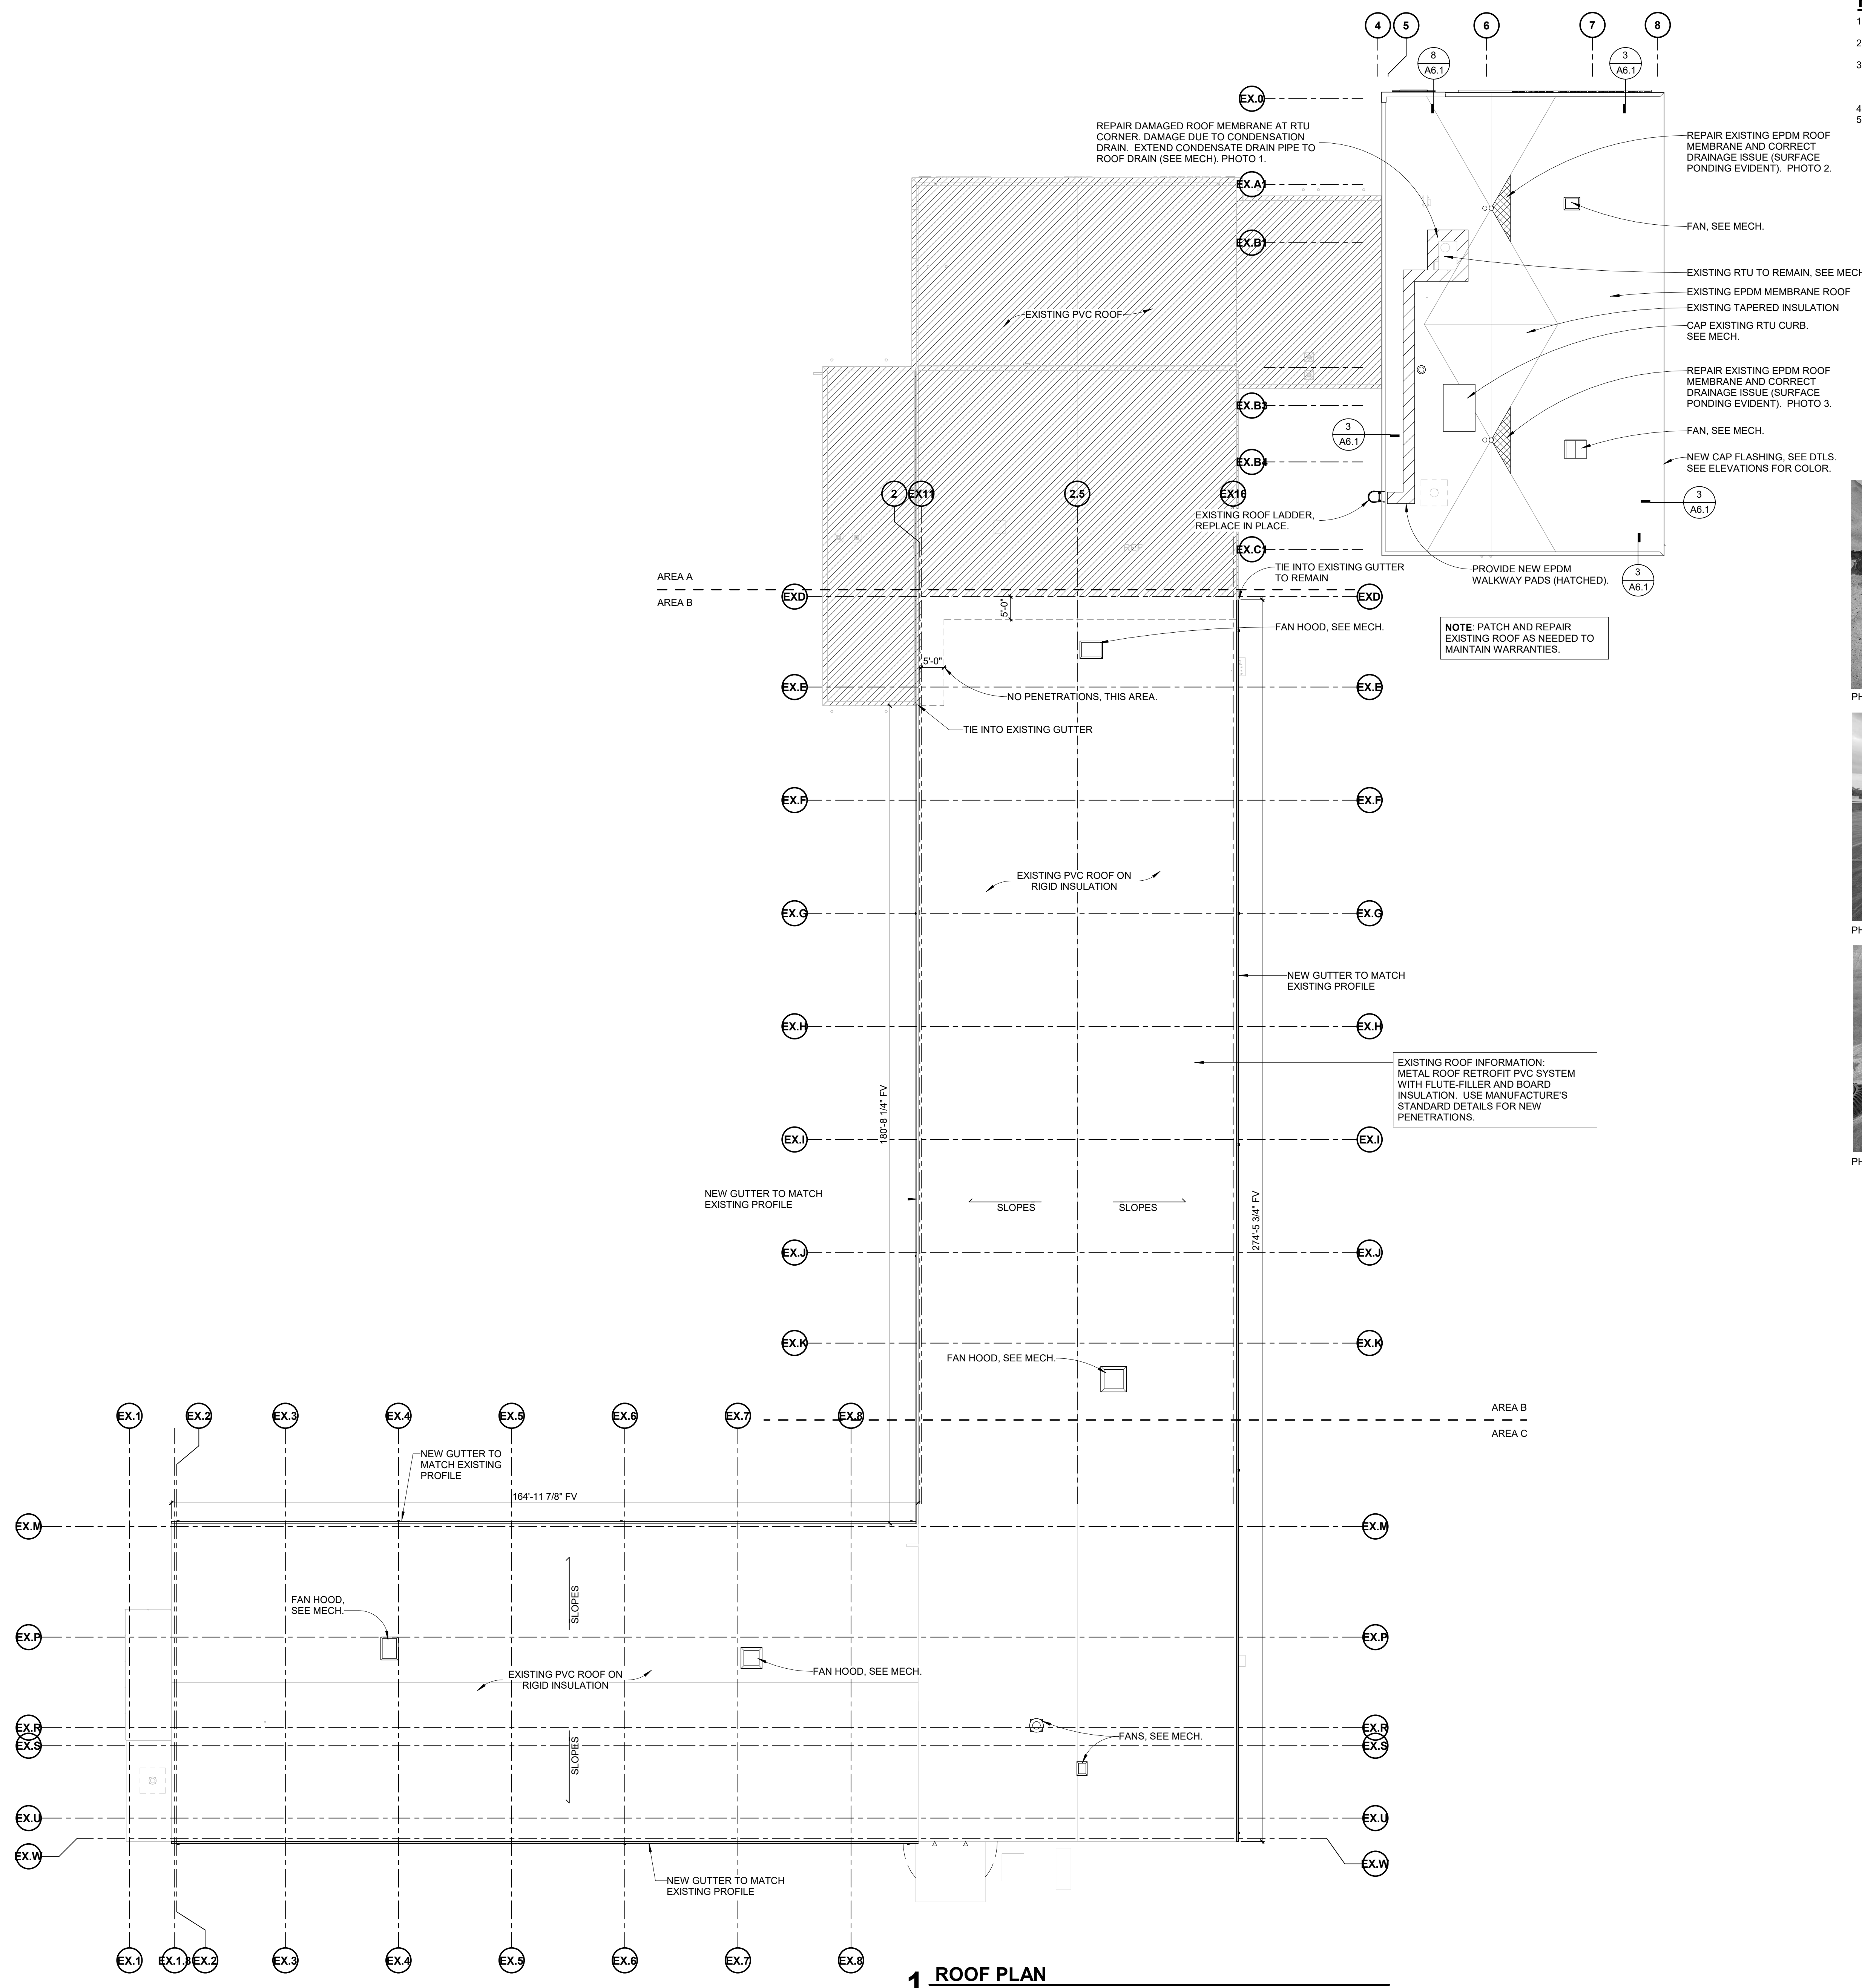 4
5
6
7
8
8
A6.1
3
A6.1
1
2
3
4
5
EX.0
REPAIR DAMAGED ROOF MEMBRANE AT RTU
CORNER. DAMAGE DUE TO CONDENSATION
DRAIN. EXTEND CONDENSATE DRAIN PIPE TO
ROOF DRAIN (SEE MECH). PHOTO 1.
REPAIR EXISTING EPDM ROOF
MEMBRANE AND CORRECT
DRAINAGE ISSUE (SURFACE
PONDING EVIDENT). PHOTO 2.
EX.A1
FAN, SEE MECH.
EX.B1
EXISTING RTU TO REMAIN, SEE MECH
EXISTING EPDM MEMBRANE ROOF
EXISTING TAPERED INSULATION
EXISTING PVC ROOF
CAP EXISTING RTU CURB.
SEE MECH.
REPAIR EXISTING EPDM ROOF
MEMBRANE AND CORRECT
DRAINAGE ISSUE (SURFACE
PONDING EVIDENT). PHOTO 3.
EX.B3
3
A6.1
FAN, SEE MECH.
EX.B4
NEW CAP FLASHING, SEE DTLS.
SEE ELEVATIONS FOR COLOR.
2
EX11
2.5
EX16
3
A6.1
EXISTING ROOF LADDER,
REPLACE IN PLACE.
EX.C1
TIE INTO EXISTING GUTTER
TO REMAIN
PROVIDE NEW EPDM
WALKWAY PADS (HATCHED).
3
A6.1
AREA A
AREA B
EXD
EXD
5'-0"
FAN HOOD, SEE MECH.
NOTE: PATCH AND REPAIR
EXISTING ROOF AS NEEDED TO
MAINTAIN WARRANTIES.
5'-0"
EX.E
EX.E
NO PENETRATIONS, THIS AREA.
PH
TIE INTO EXISTING GUTTER
EX.F
EX.F
EXISTING PVC ROOF ON
RIGID INSULATION
EX.G
EX.G
PH
NEW GUTTER TO MATCH
EXISTING PROFILE
EX.H
EX.H
EXISTING ROOF INFORMATION:
METAL ROOF RETROFIT PVC SYSTEM
WITH FLUTE-FILLER AND BOARD
INSULATION. USE MANUFACTURE'S
STANDARD DETAILS FOR NEW
PENETRATIONS.
180'-8 1/4" FV
EX.I
EX.I
PH
NEW GUTTER TO MATCH
EXISTING PROFILE
SLOPES
SLOPES
274'-5 3/4" FV
EX.J
EX.J
EX.K
EX.K
FAN HOOD, SEE MECH.
EX.1
EX.2
EX.3
EX.4
EX.5
EX.6
EX.7
EX.8
AREA B
AREA C
NEW GUTTER TO
MATCH EXISTING
PROFILE
164'-11 7/8" FV
EX.M
EX.M
SLOPES
FAN HOOD,
SEE MECH.
EX.P
EX.P
FAN HOOD, SEE MECH.
EXISTING PVC ROOF ON
RIGID INSULATION
EX.R
EX.R
EX.S
EX.S
SLOPES
FANS, SEE MECH.
EX.U
EX.U
EX.W
EX.W
NEW GUTTER TO MATCH
EXISTING PROFILE
EX.1
EX.1.8
EX.2
EX.3
EX.4
EX.5
EX.6
EX.7
EX.8
1
ROOF PLAN